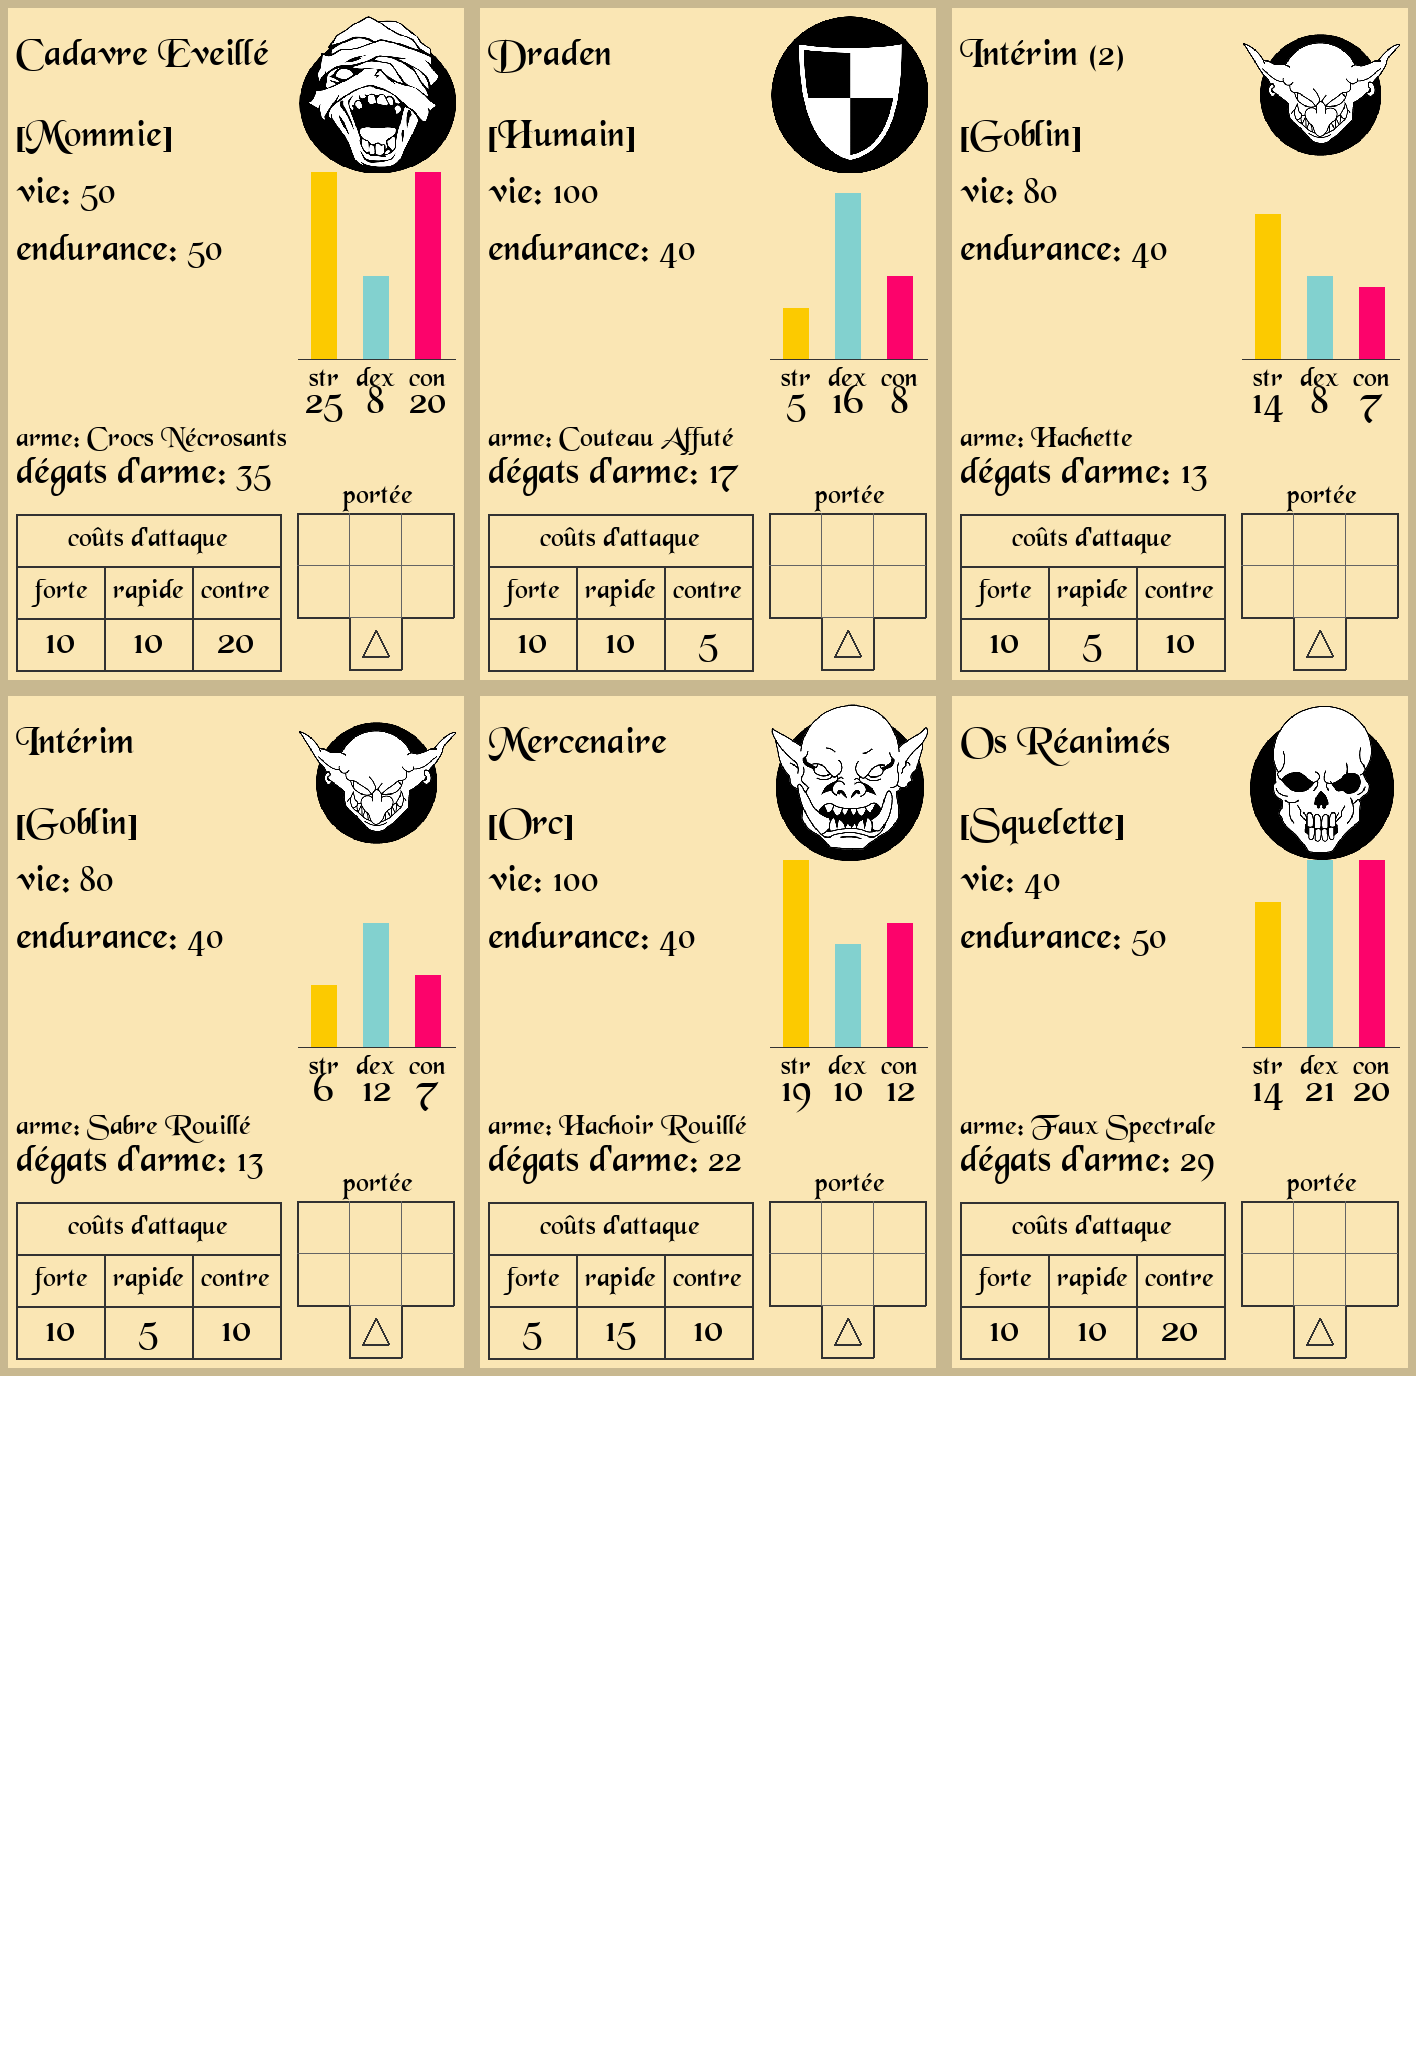 Cadavre Eveillé
[Mommie]
vie: 50
endurance: 50
str dex con
25 8 20
arme: Crocs Nécrosants
dégats d'arme: 35
portée
coûts d'attaque
forte rapide contre
10 10 20
Draden
[Humain]
vie: 100
endurance: 40
str dex con
5 16 8
arme: Couteau Affuté
dégats d'arme: 17
portée
coûts d'attaque
forte rapide contre
10 10 5
Intérim (2)
[Goblin]
vie: 80
endurance: 40
str dex con
14 8 7
arme: Hachette
dégats d'arme: 13
portée
coûts d'attaque
forte rapide contre
10 5 10
Intérim
[Goblin]
vie: 80
endurance: 40
str dex con
6 12 7
arme: Sabre Rouillé
dégats d'arme: 13
portée
coûts d'attaque
forte rapide contre
10 5 10
Mercenaire
[Orc]
vie: 100
endurance: 40
str dex con
19 10 12
arme: Hachoir Rouillé
dégats d'arme: 22
portée
coûts d'attaque
forte rapide contre
5 15 10
Os Réanimés
[Squelette]
vie: 40
endurance: 50
str dex con
14 21 20
arme: Faux Spectrale
dégats d'arme: 29
portée
coûts d'attaque
forte rapide contre
10 10 20